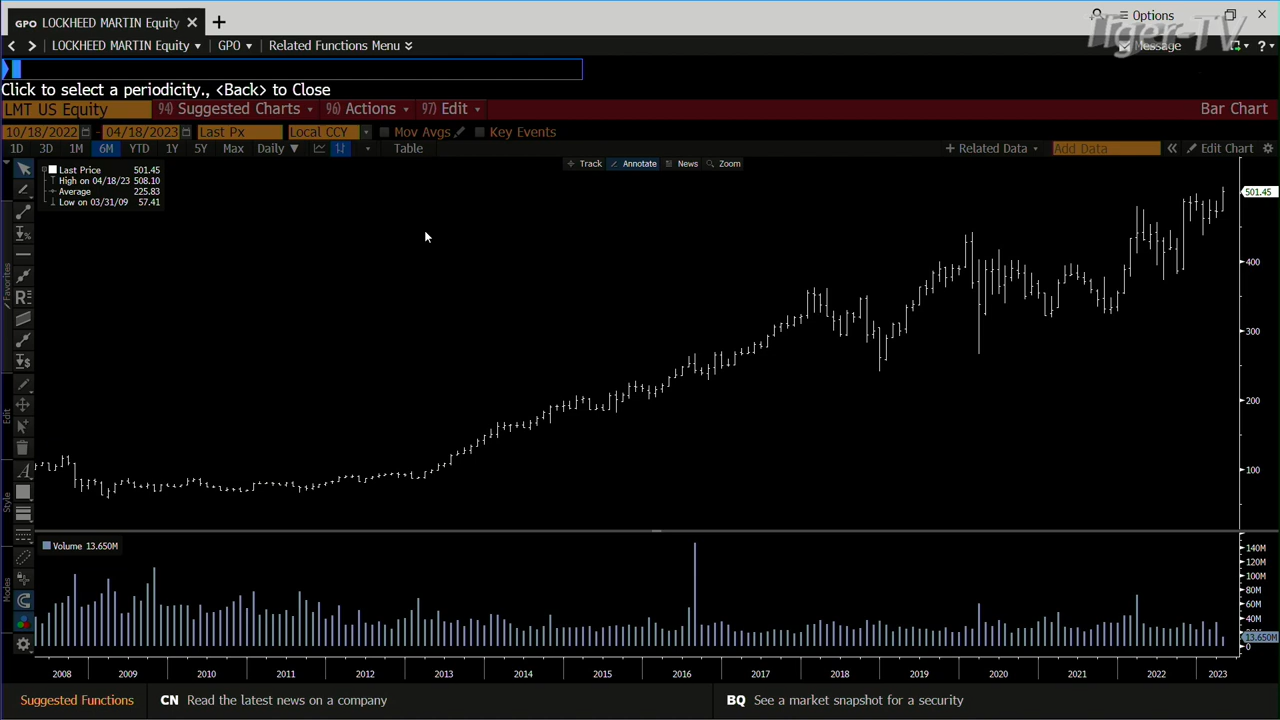 GPO LOCKHEED MARTIN Equity
Options
Tiger-TV
LOCKHEED MARTIN Equity GPO Related Functions Menu Message ?
Click to select a periodicity., <Back> to Close
LMT US Equity 94) Suggested Charts 96) Actions 97) Edit Bar Chart
10/18/2022 - 04/18/2023 Last Px Local CCY Mov Avgs Key Events
1D 3D 1M 6M YTD 1Y 5Y Max Daily ▼ Table + Related Data Add Data « Edit Chart
Track Annotate News Zoom
Last Price 501.45
High on 04/18/23 508.10
Average 225.83
Low on 03/31/09 57.41
501.45
400
300
200
100
Favorites
Edit
Style
Modes
Volume 13.650M
140M
120M
100M
80M
60M
40M
20M
13.650M
0
2008 2009 2010 2011 2012 2013 2014 2015 2016 2017 2018 2019 2020 2021 2022 2023
Suggested Functions CN Read the latest news on a company BQ See a market snapshot for a security